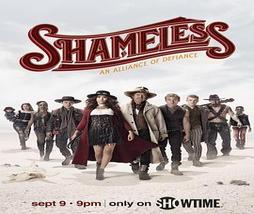 SHAMELESS
AN ALLIANCE OF DEFIANCE
sept 9 · 9pm | only on SHOWTIME